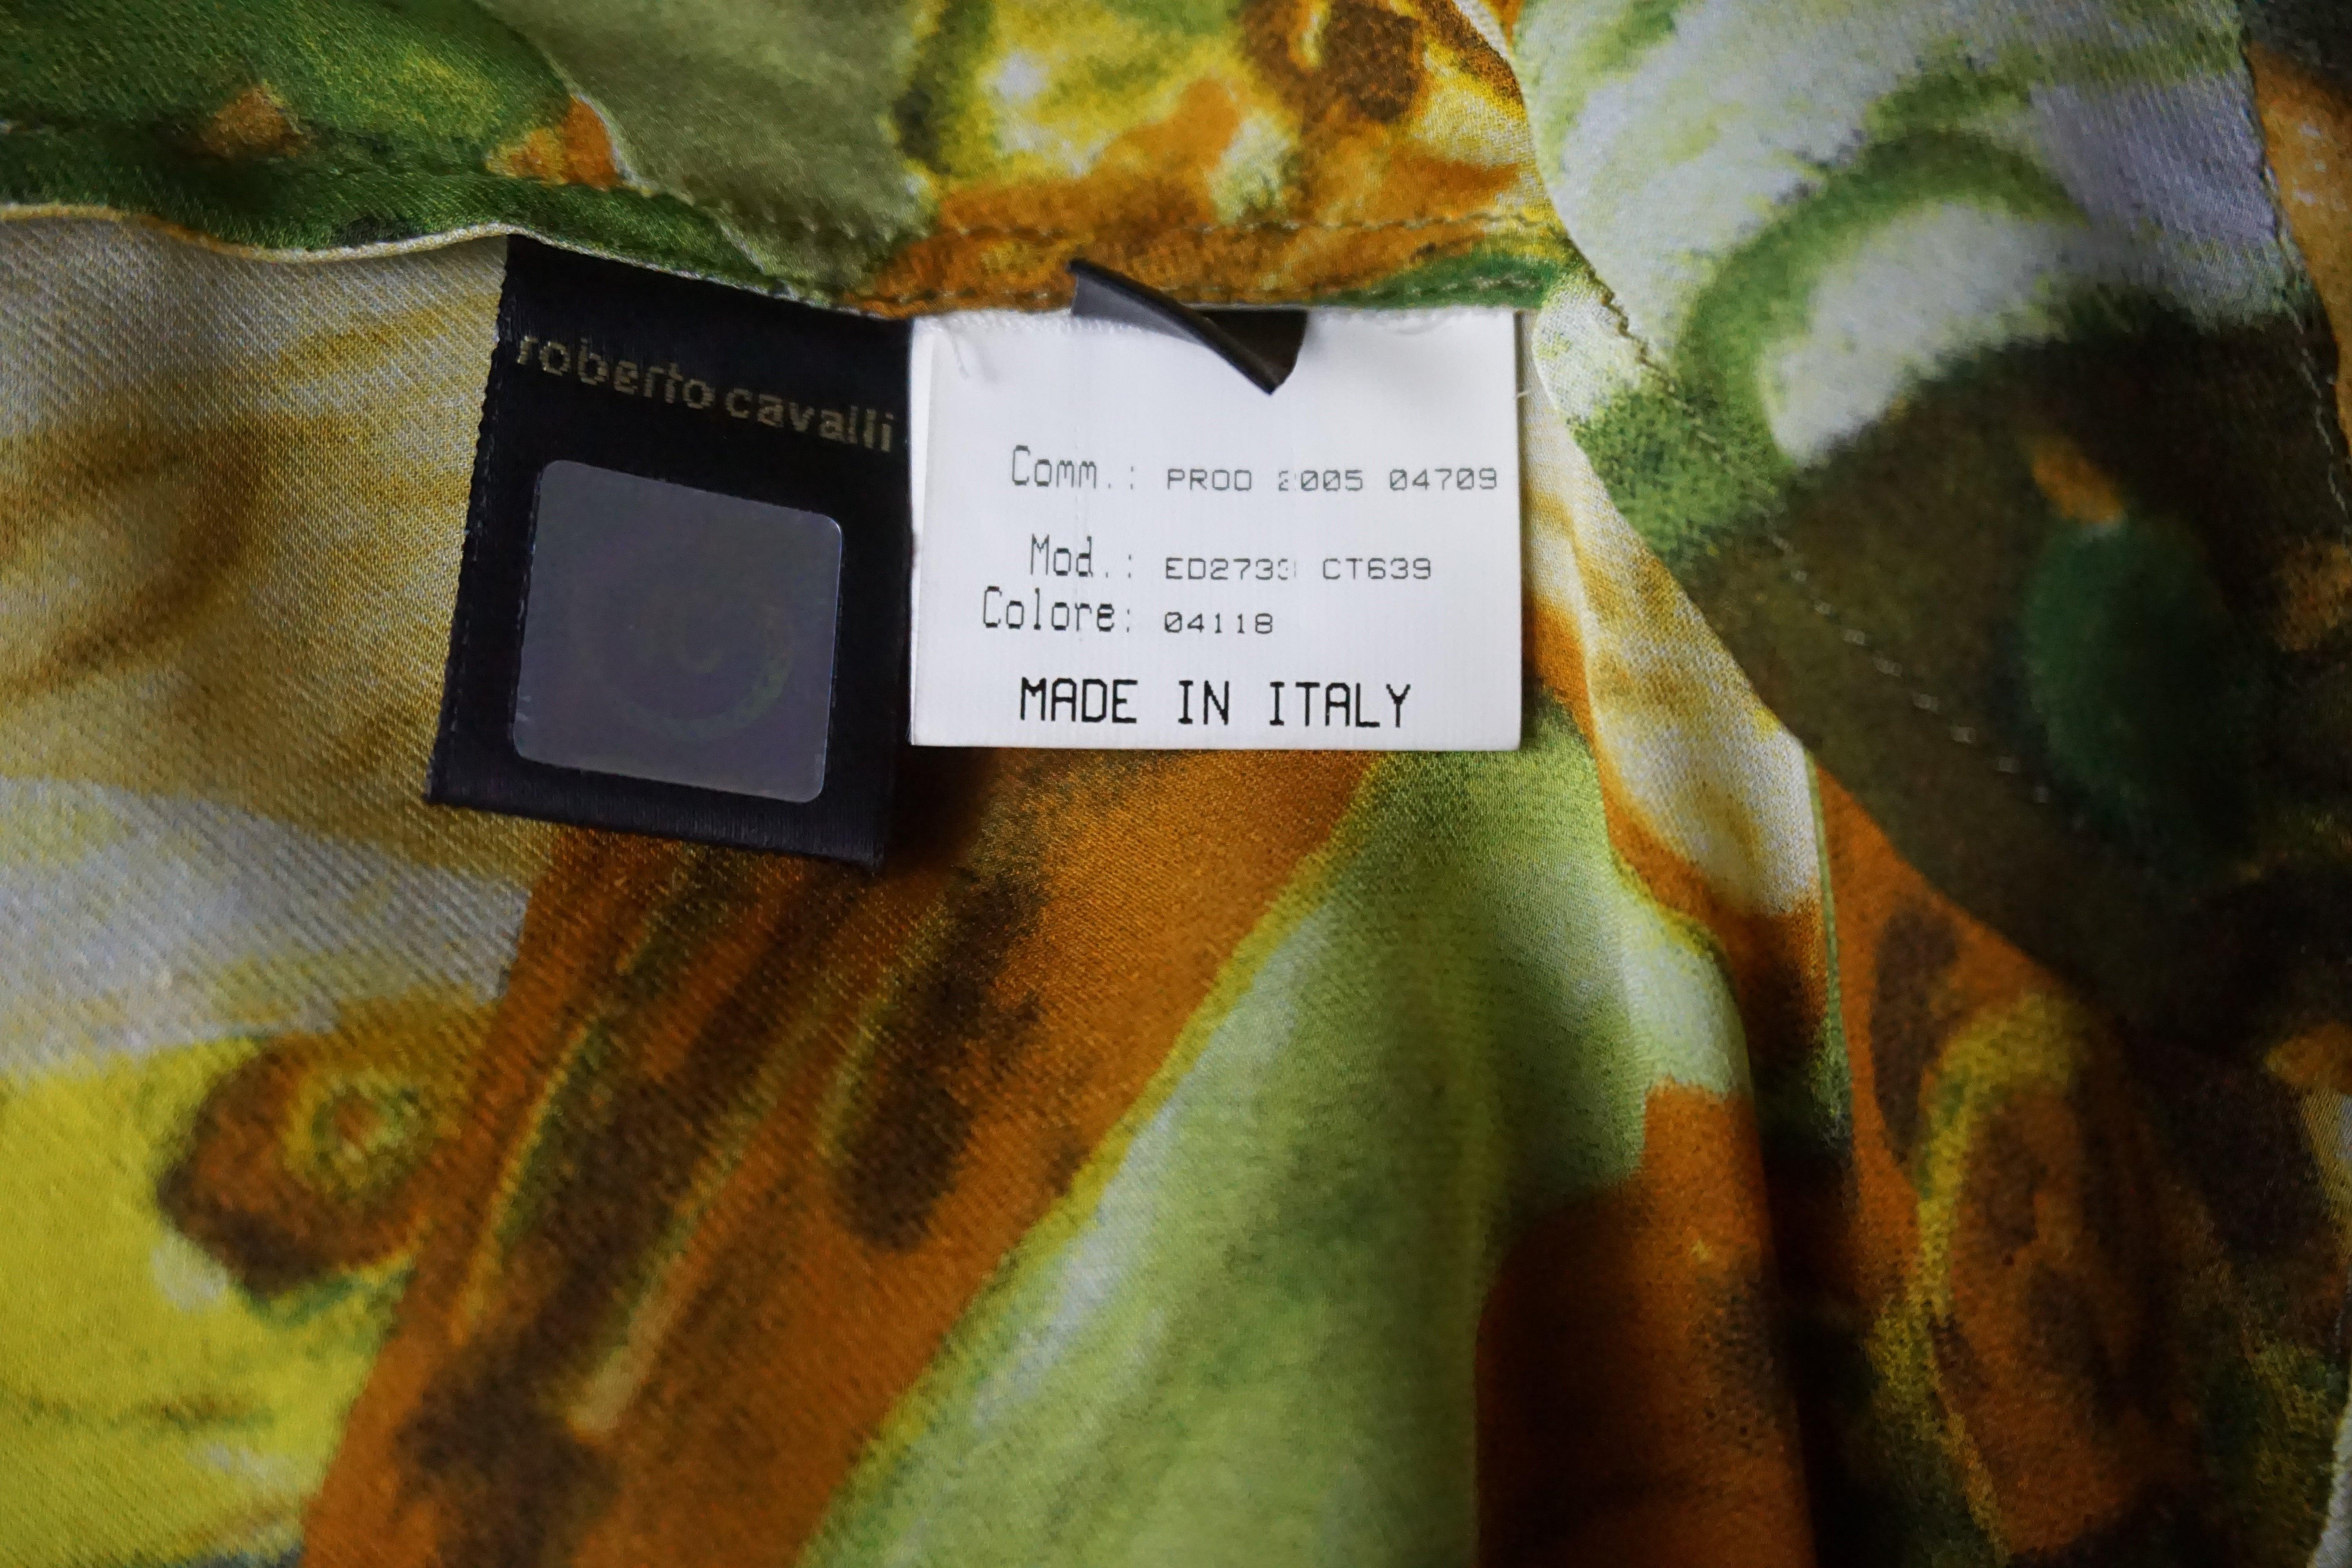 roberto cavalli
Comm.: PROD 2005 04709
Mod.: ED2733 CT639
Colore: 04118
MADE IN ITALY